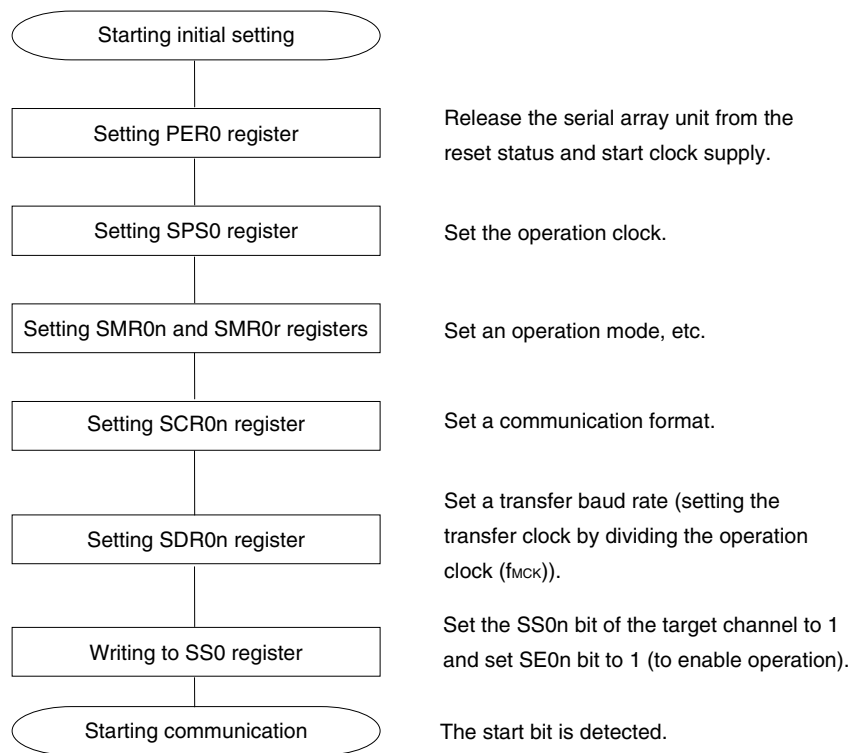 Starting initial setting
Setting PER0 register
Release the serial array unit from the
reset status and start clock supply.
Setting SPS0 register
Set the operation clock.
Setting SMR0n and SMR0r registers
Set an operation mode, etc.
Setting SCR0n register
Set a communication format.
Setting SDR0n register
Set a transfer baud rate (setting the
transfer clock by dividing the operation
clock (fMCK)).
Writing to SS0 register
Set the SS0n bit of the target channel to 1
and set SE0n bit to 1 (to enable operation).
Starting communication
The start bit is detected.